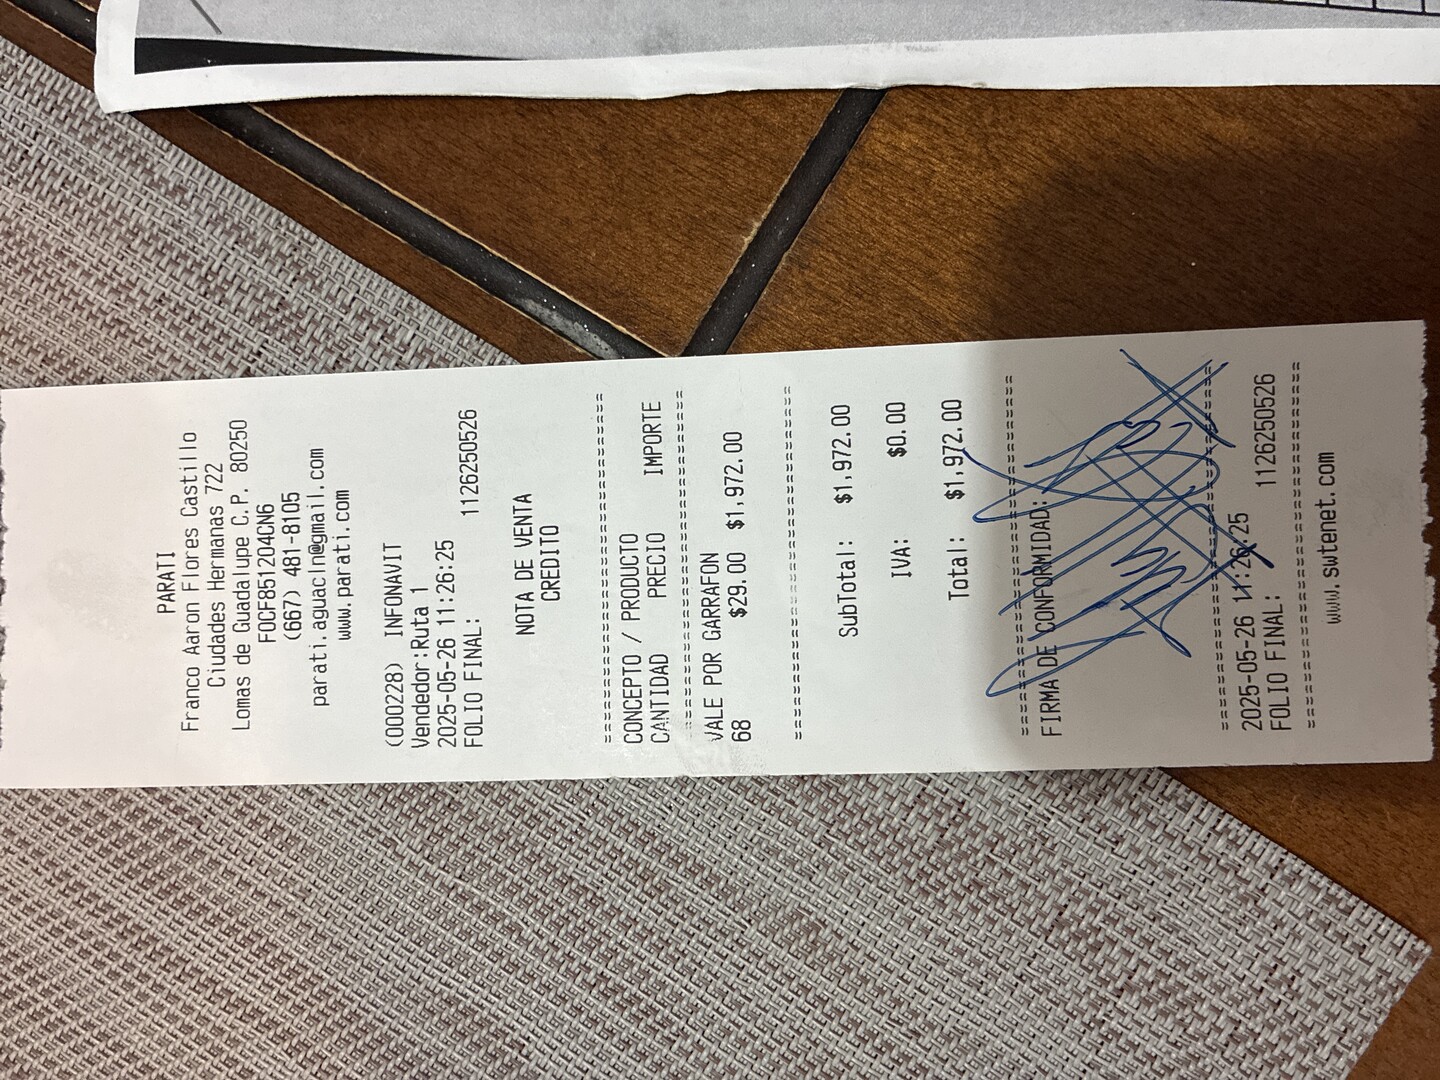 PARATI
Franco Aaron Flores Castillo
Ciudades Hermanas 722
Lomas de Guadalupe C.P. 80250
FOCF851204CN6
(667) 481-8105
parati.aguacln@gmail.com
www.parati.com
(000228) INFONAVIT
Vendedor:Ruta 1
2025-05-26 11:26:25
FOLIO FINAL: 1126250526
NOTA DE VENTA
CREDITO
================================
CONCEPTO / PRODUCTO
CANTIDAD PRECIO IMPORTE
================================
VALE POR GARRAFON
68 $29.00 $1,972.00
================================
SubTotal: $1,972.00
IVA: $0.00
Total: $1,972.00
================================
FIRMA DE CONFORMIDAD:
================================
2025-05-26 11:26:25
FOLIO FINAL: 1126250526
================================
www.swtenet.com